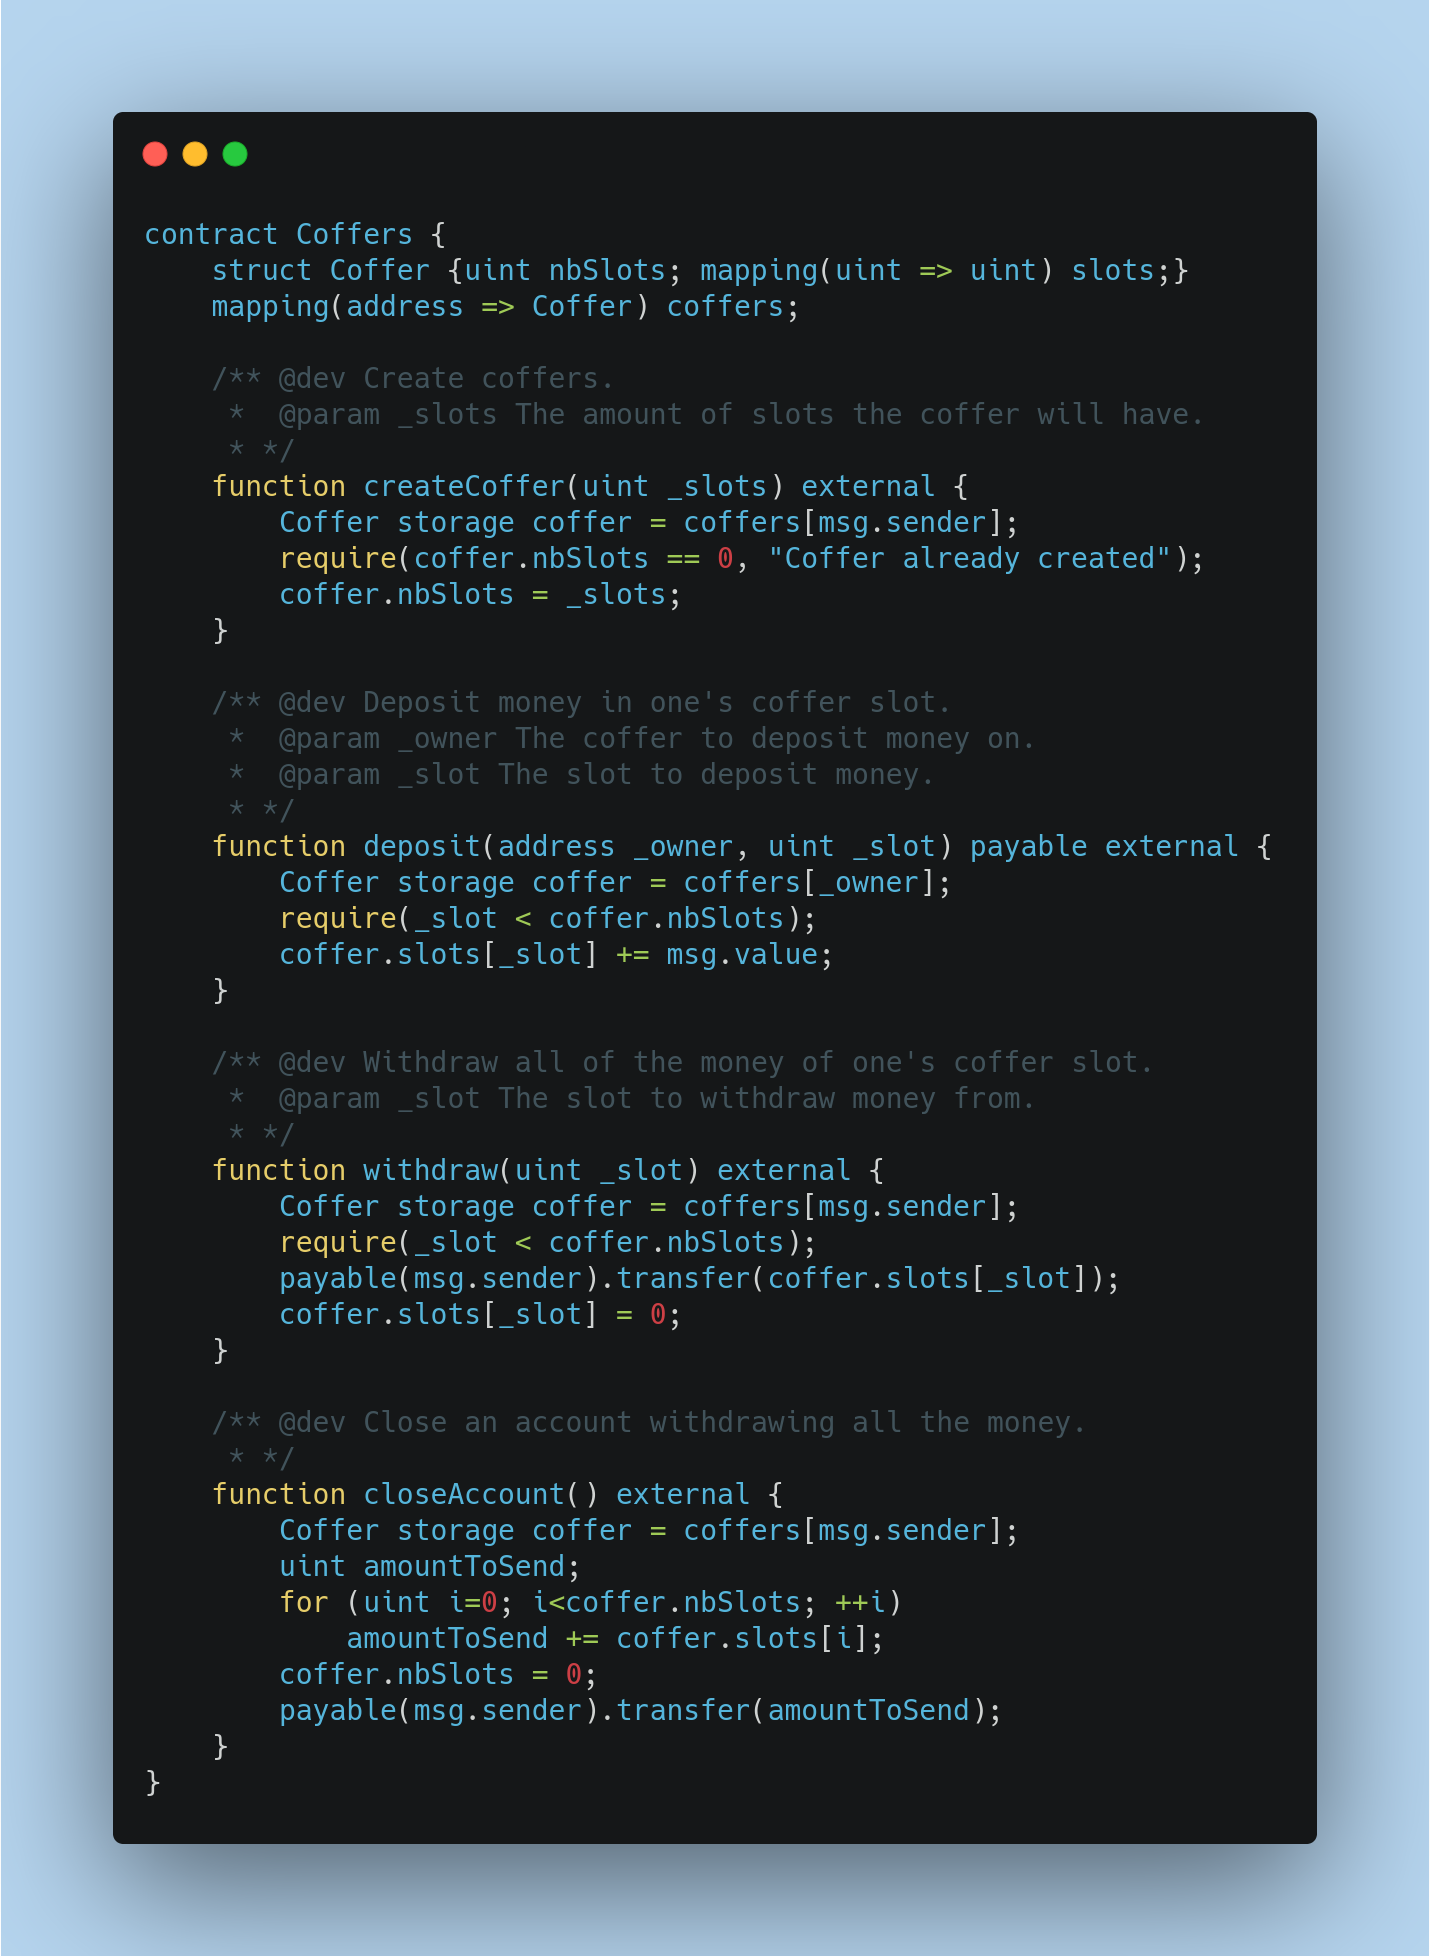 contract Coffers {
    struct Coffer {uint nbSlots; mapping(uint => uint) slots;}
    mapping(address => Coffer) coffers;

    /** @dev Create coffers.
     *  @param _slots The amount of slots the coffer will have.
     * */
    function createCoffer(uint _slots) external {
        Coffer storage coffer = coffers[msg.sender];
        require(coffer.nbSlots == 0, "Coffer already created");
        coffer.nbSlots = _slots;
    }

    /** @dev Deposit money in one's coffer slot.
     *  @param _owner The coffer to deposit money on.
     *  @param _slot The slot to deposit money.
     * */
    function deposit(address _owner, uint _slot) payable external {
        Coffer storage coffer = coffers[_owner];
        require(_slot < coffer.nbSlots);
        coffer.slots[_slot] += msg.value;
    }

    /** @dev Withdraw all of the money of one's coffer slot.
     *  @param _slot The slot to withdraw money from.
     * */
    function withdraw(uint _slot) external {
        Coffer storage coffer = coffers[msg.sender];
        require(_slot < coffer.nbSlots);
        payable(msg.sender).transfer(coffer.slots[_slot]);
        coffer.slots[_slot] = 0;
    }

    /** @dev Close an account withdrawing all the money.
     * */
    function closeAccount() external {
        Coffer storage coffer = coffers[msg.sender];
        uint amountToSend;
        for (uint i=0; i<coffer.nbSlots; ++i)
            amountToSend += coffer.slots[i];
        coffer.nbSlots = 0;
        payable(msg.sender).transfer(amountToSend);
    }
}